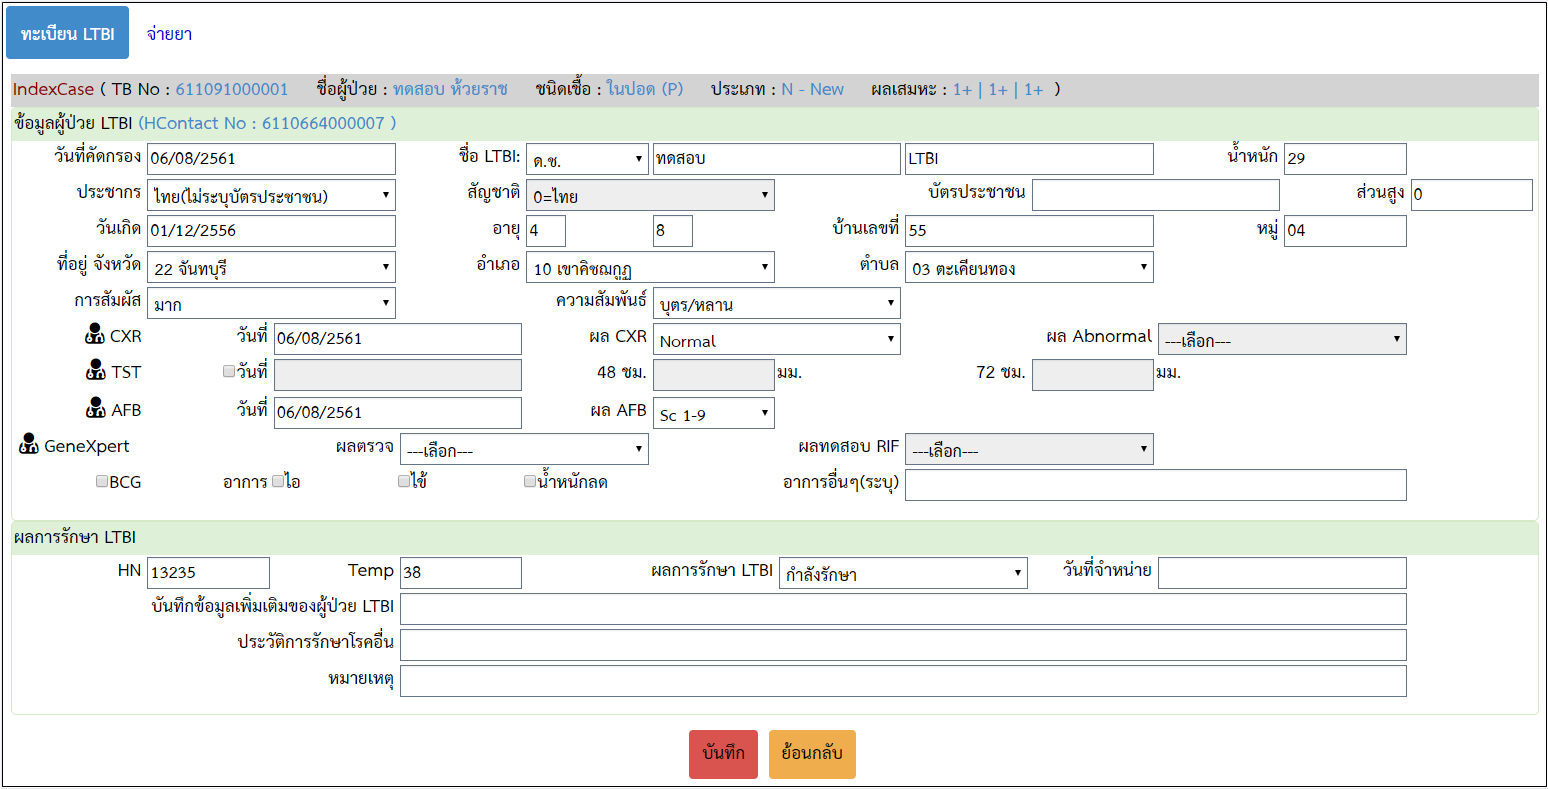 ทะเบียน LTBI จ่ายยา
IndexCase ( TB No : 611091000001 ชื่อผู้ป่วย : ทดสอบ ห้วยราช ชนิดเชื้อ : ในปอด (P) ประเภท : N - New ผลเสมหะ : 1+ | 1+ | 1+ )
ข้อมูลผู้ป่วย LTBI (HContact No : 6110664000007 )
วันที่คัดกรอง 06/08/2561 ชื่อ LTBI: ด.ช. ทดสอบ LTBI น้ำหนัก 29
ประชากร ไทย(ไม่ระบุบัตรประชาชน) สัญชาติ 0=ไทย บัตรประชาชน ส่วนสูง 0
วันเกิด 01/12/2556 อายุ 4 8 บ้านเลขที่ 55 หมู่ 04
ที่อยู่ จังหวัด 22 จันทบุรี อำเภอ 10 เขาคิชฌกูฏ ตำบล 03 ตะเคียนทอง
การสัมผัส มาก ความสัมพันธ์ บุตร/หลาน
CXR วันที่ 06/08/2561 ผล CXR Normal ผล Abnormal ---เลือก---
TST วันที่ 48 ชม. มม. 72 ชม. มม.
AFB วันที่ 06/08/2561 ผล AFB Sc 1-9
GeneXpert ผลตรวจ ---เลือก--- ผลทดสอบ RIF ---เลือก---
BCG อาการ ไอ ไข้ น้ำหนักลด อาการอื่นๆ(ระบุ)
ผลการรักษา LTBI
HN 13235 Temp 38 ผลการรักษา LTBI กำลังรักษา วันที่จำหน่าย
บันทึกข้อมูลเพิ่มเติมของผู้ป่วย LTBI
ประวัติการรักษาโรคอื่น
หมายเหตุ
บันทึก ย้อนกลับ